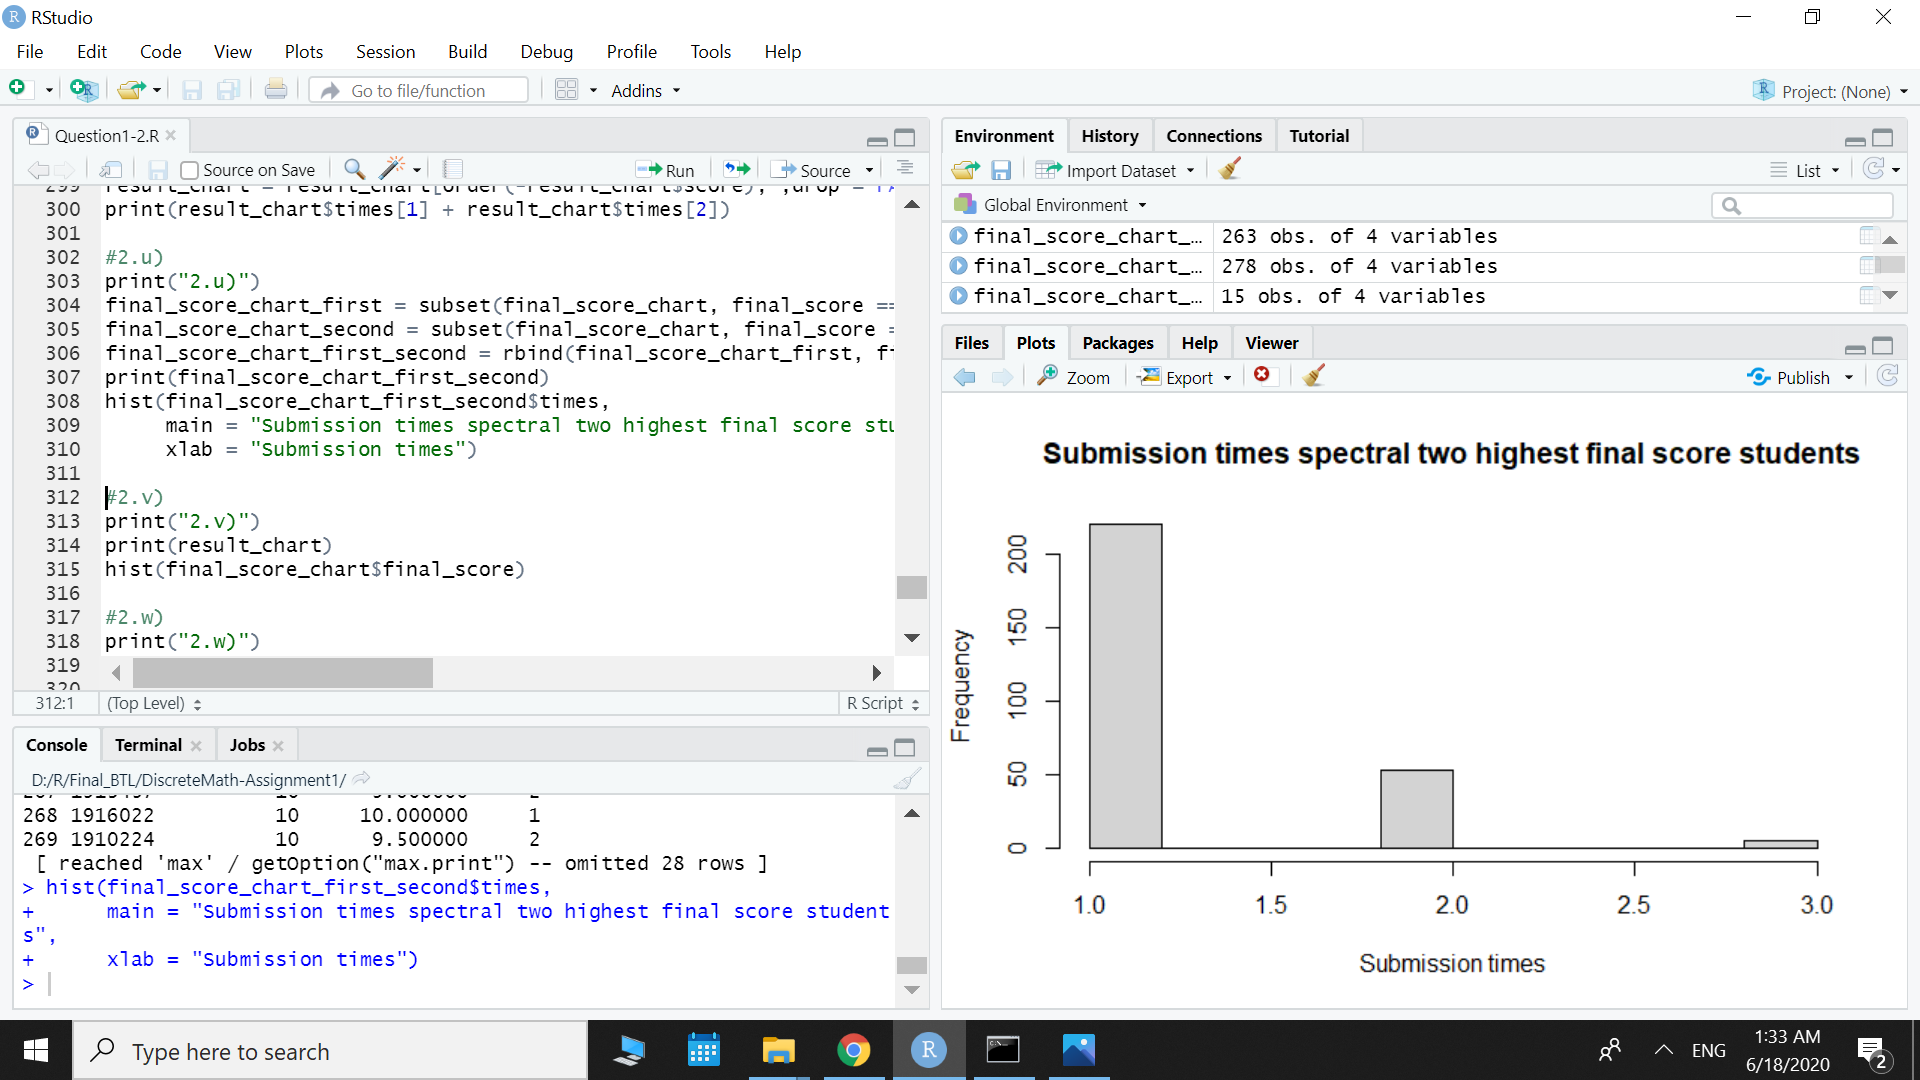 RStudio
File Edit Code View Plots Session Build Debug Profile Tools Help
Go to file/function Addins Project: (None)
Question1-2.R
Source on Save Run Source
299 result_chart = result_chart[order(-result_chart$score), ,drop =
300 print(result_chart$times[1] + result_chart$times[2])
301
302 #2.u)
303 print("2.u)")
304 final_score_chart_first = subset(final_score_chart, final_score ==
305 final_score_chart_second = subset(final_score_chart, final_score =
306 final_score_chart_first_second = rbind(final_score_chart_first, fi
307 print(final_score_chart_first_second)
308 hist(final_score_chart_first_second$times,
309 main = "Submission times spectral two highest final score stu
310 xlab = "Submission times")
311
312 #2.v)
313 print("2.v)")
314 print(result_chart)
315 hist(final_score_chart$final_score)
316
317 #2.w)
318 print("2.w)")
319
320
312:1 (Top Level) R Script
Console Terminal Jobs
D:/R/Final_BTL/DiscreteMath-Assignment1/
268 1916022 10 10.000000 1
269 1910224 10 9.500000 2
[ reached 'max' / getOption("max.print") -- omitted 28 rows ]
> hist(final_score_chart_first_second$times,
+ main = "Submission times spectral two highest final score student
s",
+ xlab = "Submission times")
>
Environment History Connections Tutorial
Import Dataset List
Global Environment
final_score_chart_... 263 obs. of 4 variables
final_score_chart_... 278 obs. of 4 variables
final_score_chart_... 15 obs. of 4 variables
Files Plots Packages Help Viewer
Zoom Export Publish
Submission times spectral two highest final score students
Frequency
200
150
100
50
0
1.0 1.5 2.0 2.5 3.0
Submission times
Type here to search
R
ENG
1:33 AM
6/18/2020
2